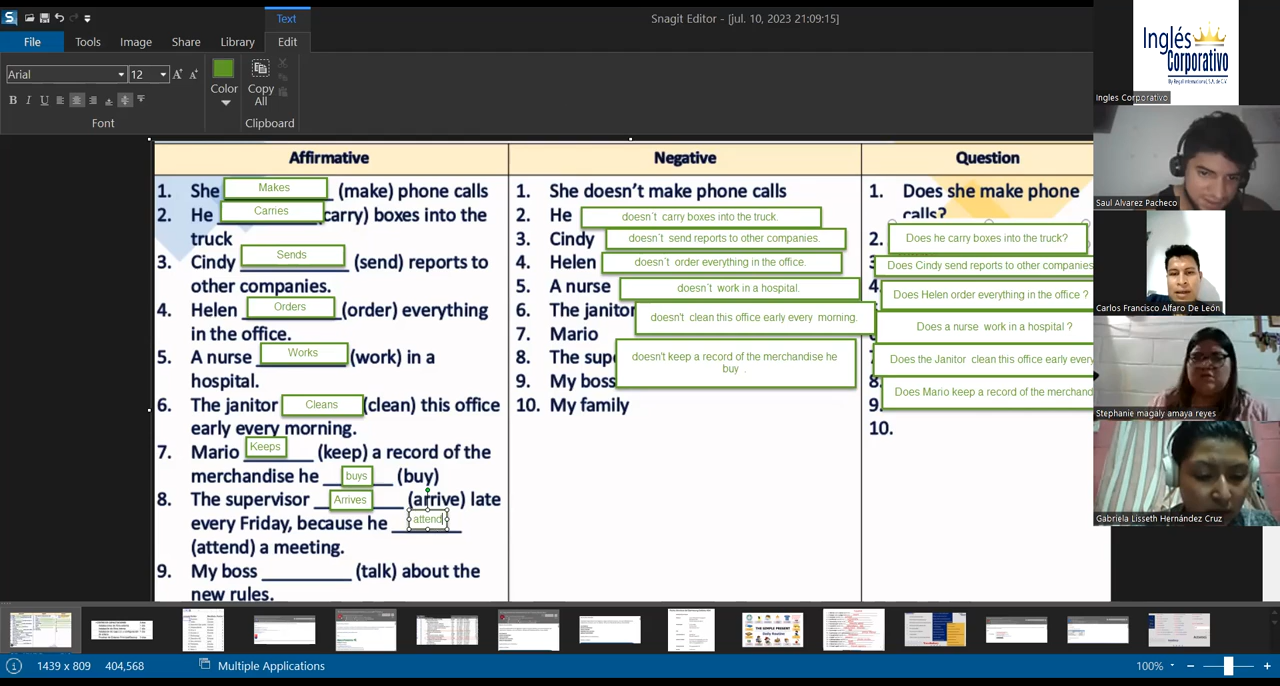 Snagit Editor - [jul. 10, 2023 21:09:15]
Text
File Tools Image Share Library Edit
Arial 12
B I U
Font
Color
Copy All
Clipboard
Affirmative
1. She Makes (make) phone calls
2. He Carries (carry) boxes into the
truck
3. Cindy Sends (send) reports to
other companies.
4. Helen Orders (order) everything
in the office.
5. A nurse Works (work) in a
hospital.
6. The janitor Cleans (clean) this office
early every morning.
7. Mario Keeps (keep) a record of the
merchandise he buys (buy)
8. The supervisor Arrives (arrive) late
every Friday, because he attend
(attend) a meeting.
9. My boss __________ (talk) about the
new rules.
Negative
1. She doesn’t make phone calls
2. He doesn´t carry boxes into the truck.
3. Cindy doesn´t send reports to other companies.
4. Helen doesn´t order everything in the office.
5. A nurse doesn´t work in a hospital.
6. The janitor doesn't clean this office early every morning.
7. Mario doesn't keep a record of the merchandise he
buy .
8. The supe
9. My boss
10. My family
Question
1. Does she make phone
calls?
2. Does he carry boxes into the truck?
3 Does Cindy send reports to other companies
4 Does Helen order everything in the office ?
Does a nurse work in a hospital ?
7 Does the Janitor clean this office early every
8. Does Mario keep a record of the merchand
9.
10.
Inglés
Corporativo
By Regal Internacional, S.A. de C.V.
Ingles Corporativo
Saul Alvarez Pacheco
Carlos Francisco Alfaro De León
Stephanie magaly amaya reyes
Gabriela Lisseth Hernández Cruz
1439 x 809 404,568 Multiple Applications 100%